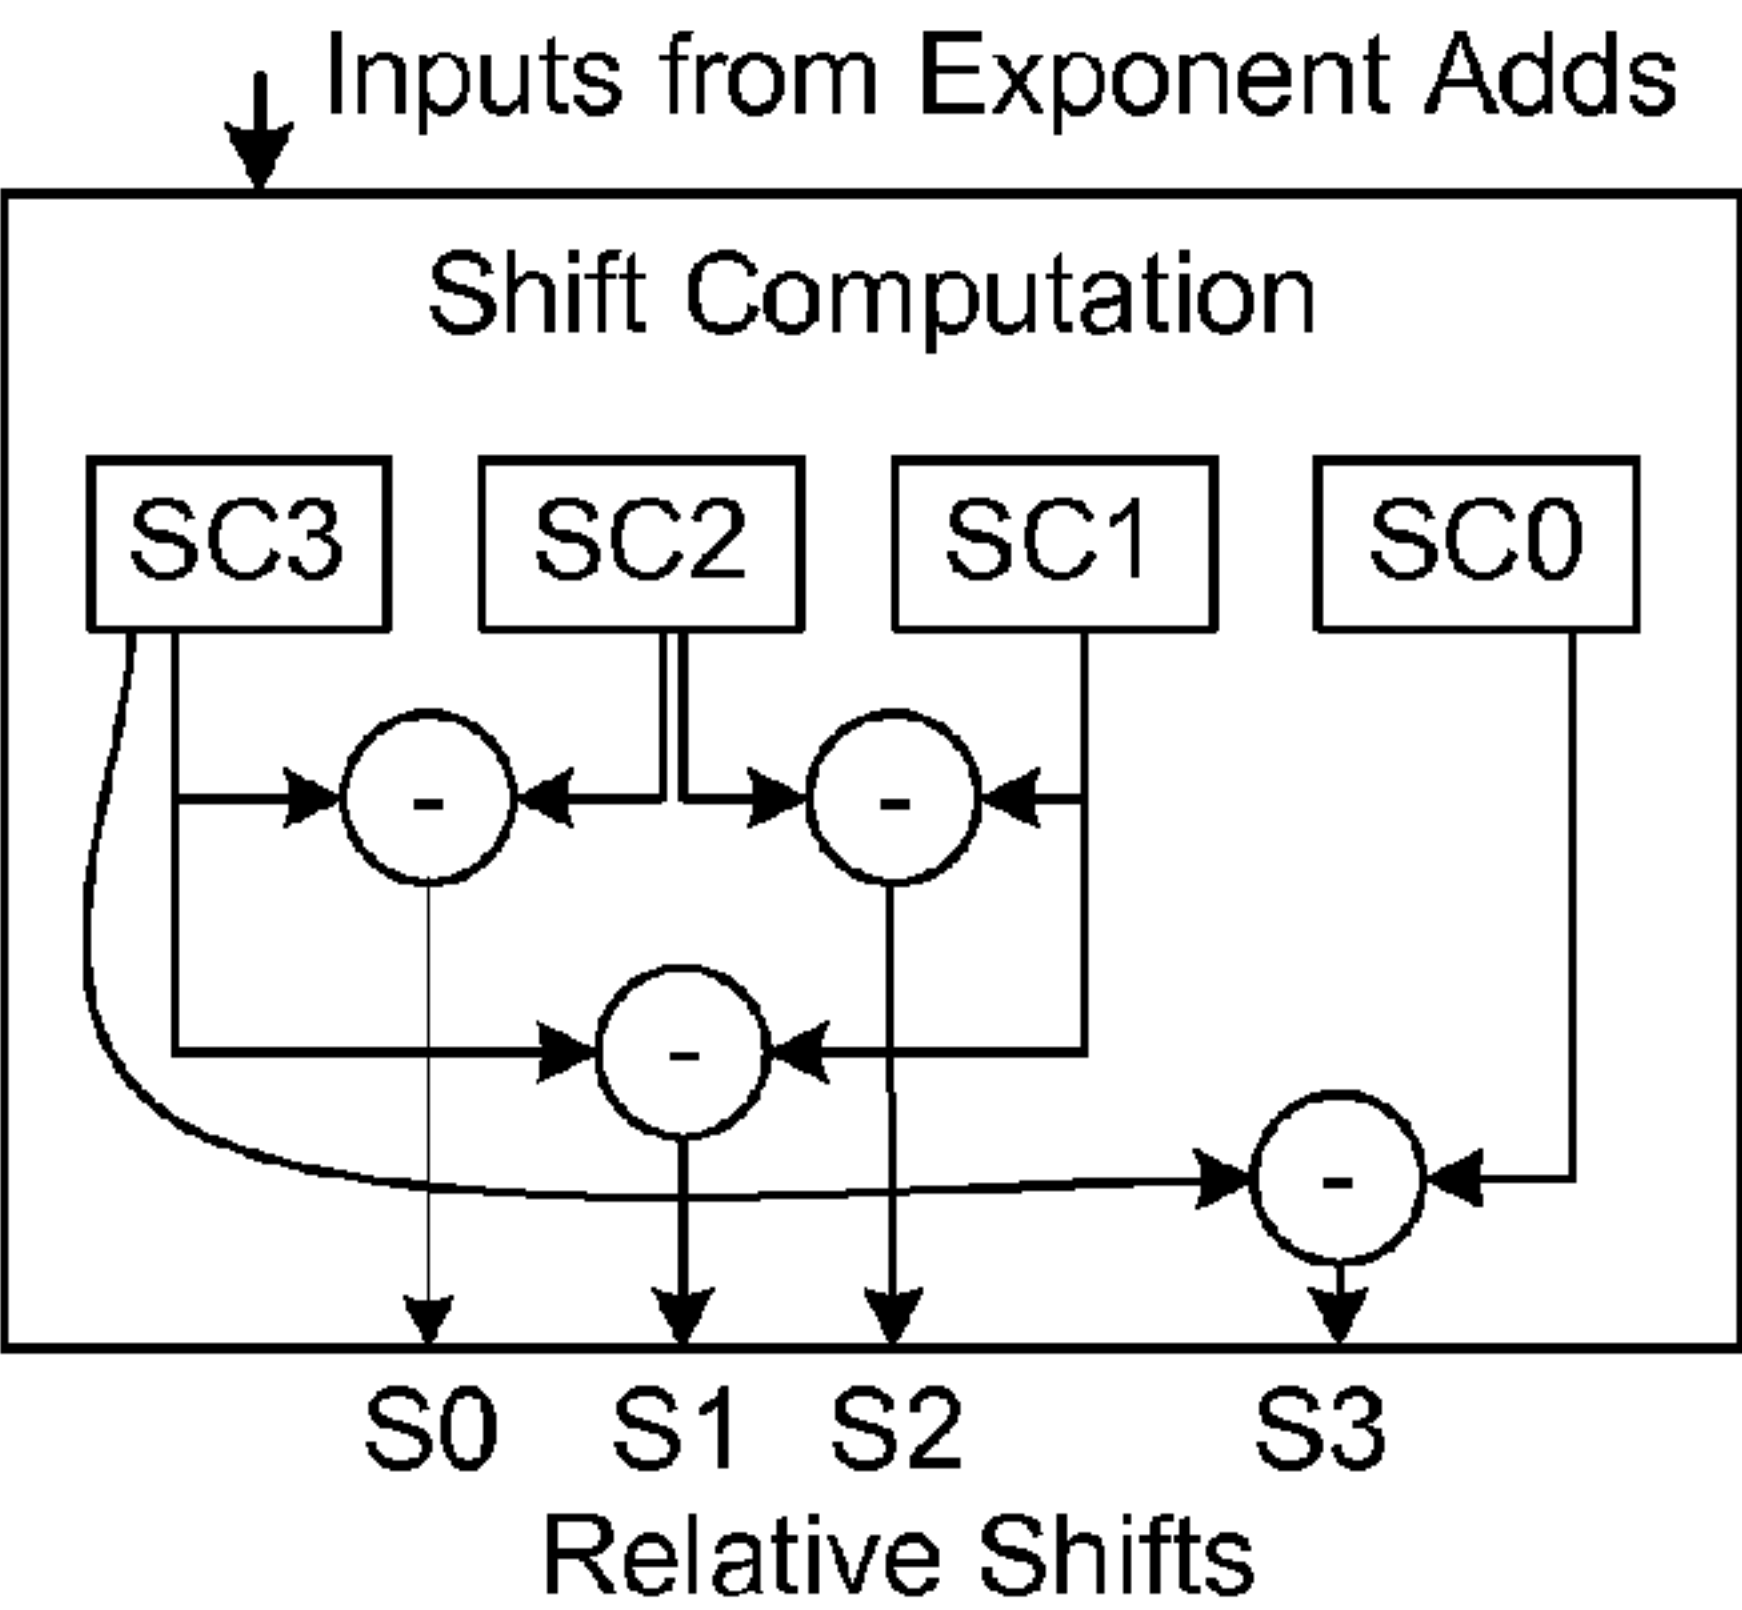 Inputs from Exponent Adds
Shift Computation
SC3 SC2 SC1 SC0
- -
-
-
S0 S1 S2 S3
Relative Shifts